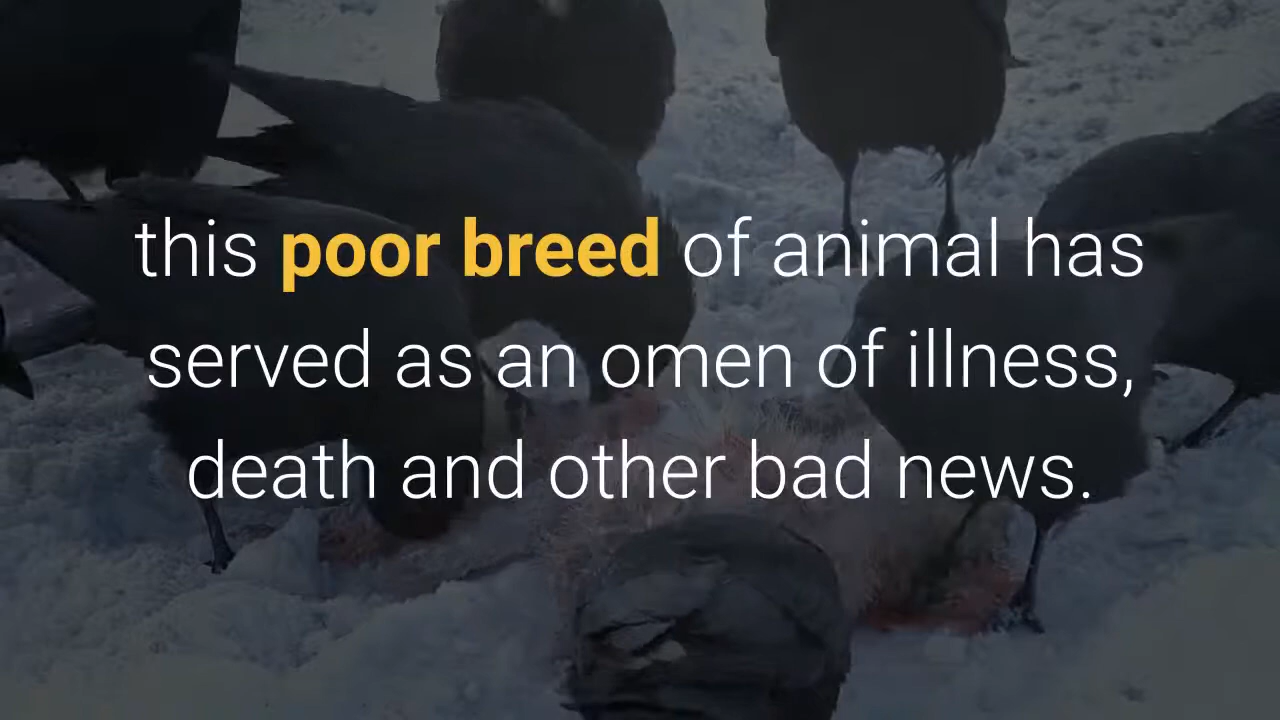 this poor breed of animal has
served as an omen of illness,
death and other bad news.